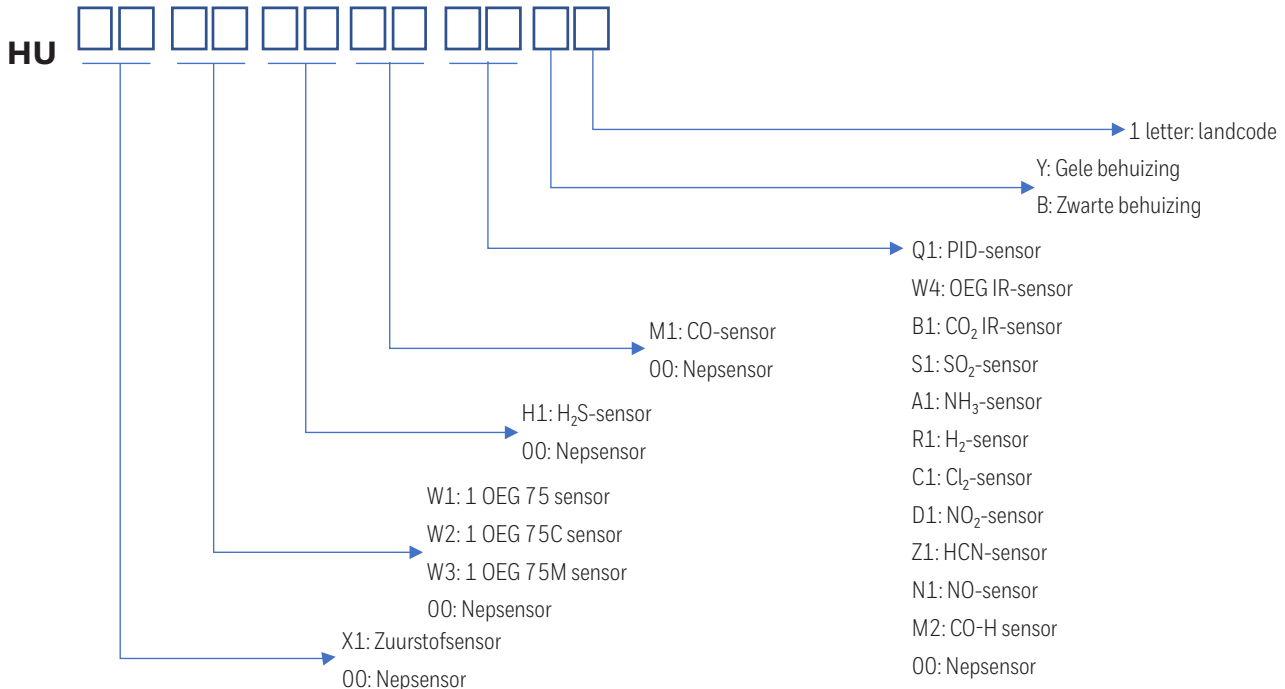 HU
1 letter: landcode
Y: Gele behuizing
B: Zwarte behuizing
Q1: PID-sensor
W4: OEG IR-sensor
B1: CO₂ IR-sensor
S1: SO₂-sensor
A1: NH₃-sensor
R1: H₂-sensor
C1: Cl₂-sensor
D1: NO₂-sensor
Z1: HCN-sensor
N1: NO-sensor
M2: CO-H sensor
00: Nepsensor
M1: CO-sensor
00: Nepsensor
H1: H₂S-sensor
00: Nepsensor
W1: 1 OEG 75 sensor
W2: 1 OEG 75C sensor
W3: 1 OEG 75M sensor
00: Nepsensor
X1: Zuurstofsensor
00: Nepsensor